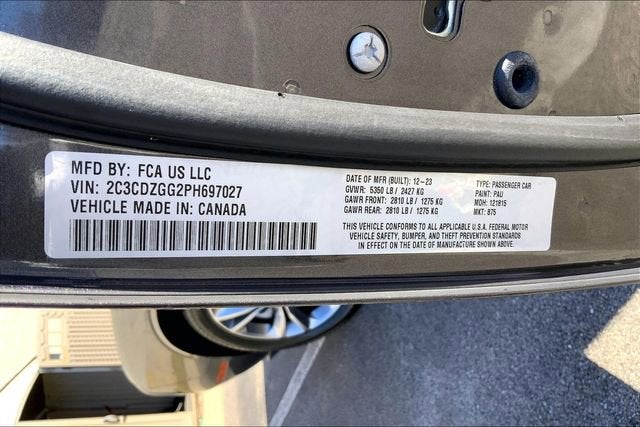 MFD BY: FCA US LLC
VIN: 2C3CDZGG2PH697027
VEHICLE MADE IN: CANADA
DATE OF MFR (BUILT): 12-23
GVWR: 5350 LB / 2427 KG
GAWR FRONT: 2810 LB / 1275 KG
GAWR REAR: 2810 LB / 1275 KG
TYPE: PASSENGER CAR
PAINT: PAU
MDH: 121815
MKT: 875
THIS VEHICLE CONFORMS TO ALL APPLICABLE U.S.A. FEDERAL MOTOR
VEHICLE SAFETY, BUMPER, AND THEFT PREVENTION STANDARDS
IN EFFECT ON THE DATE OF MANUFACTURE SHOWN ABOVE.